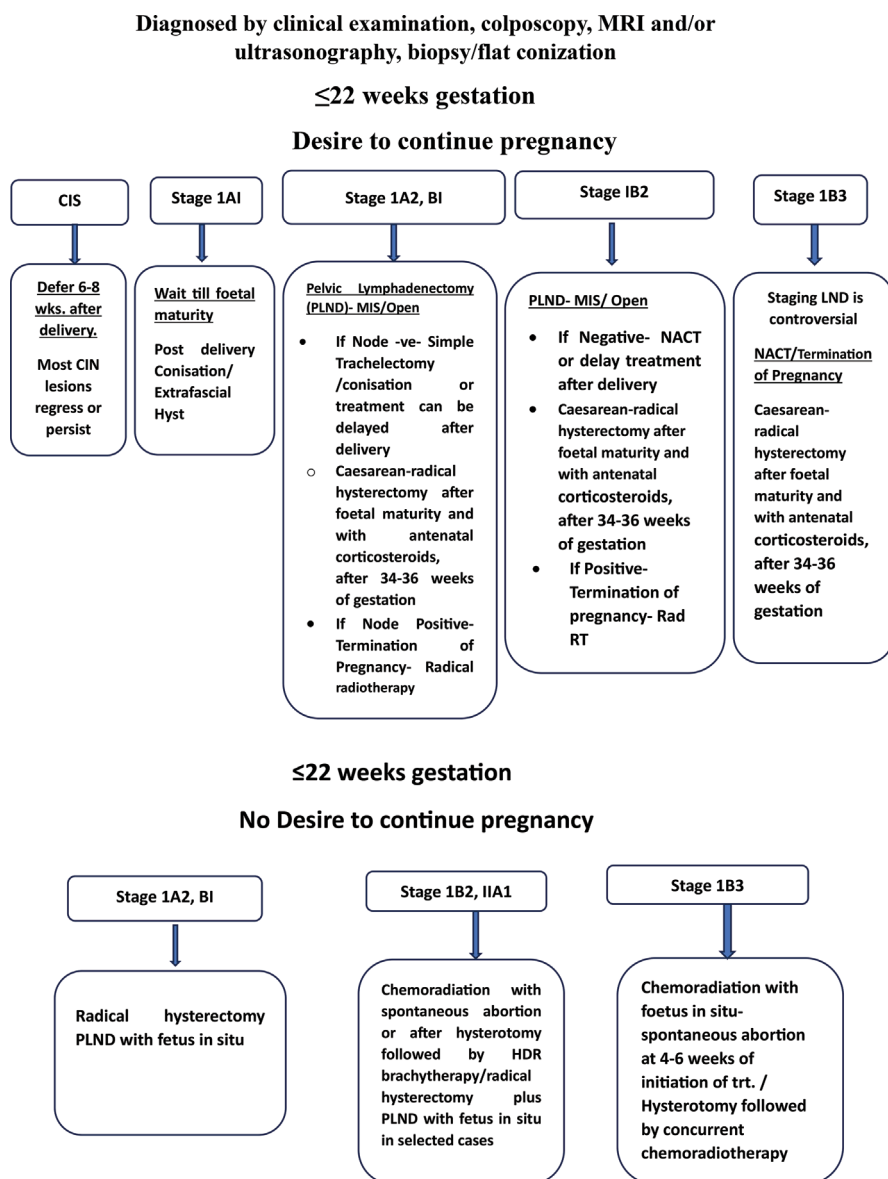 Diagnosed by clinical examination, colposcopy, MRI and/or
ultrasonography, biopsy/flat conization
≤22 weeks gestation
Desire to continue pregnancy
CIS
Defer 6-8
wks. after
delivery.
Most CIN
lesions
regress or
persist
Stage 1AI
Wait till foetal
maturity
Post delivery
Conisation/
Extrafascial
Hyst
Stage 1A2, BI
Pelvic Lymphadenectomy
(PLND)- MIS/Open
• If Node -ve- Simple
Trachelectomy
/conisation or
treatment can be
delayed after
delivery
o Caesarean-radical
hysterectomy after
foetal maturity and
with antenatal
corticosteroids,
after 34-36 weeks
of gestation
• If Node Positive-
Termination of
Pregnancy- Radical
radiotherapy
Stage IB2
PLND- MIS/ Open
• If Negative- NACT
or delay treatment
after delivery
• Caesarean-radical
hysterectomy after
foetal maturity and
with antenatal
corticosteroids,
after 34-36 weeks
of gestation
• If Positive-
Termination of
pregnancy- Rad
RT
Stage 1B3
Staging LND is
controversial
NACT/Termination
of Pregnancy
Caesarean-
radical
hysterectomy
after foetal
maturity and
with antenatal
corticosteroids,
after 34-36
weeks of
gestation
≤22 weeks gestation
No Desire to continue pregnancy
Stage 1A2, BI
Radical hysterectomy
PLND with fetus in situ
Stage 1B2, IIA1
Chemoradiation with
spontaneous abortion
or after hysterotomy
followed by HDR
brachytherapy/radical
hysterectomy plus
PLND with fetus in situ
in selected cases
Stage 1B3
Chemoradiation with
foetus in situ-
spontaneous abortion
at 4-6 weeks of
initiation of trt. /
Hysterotomy followed
by concurrent
chemoradiotherapy